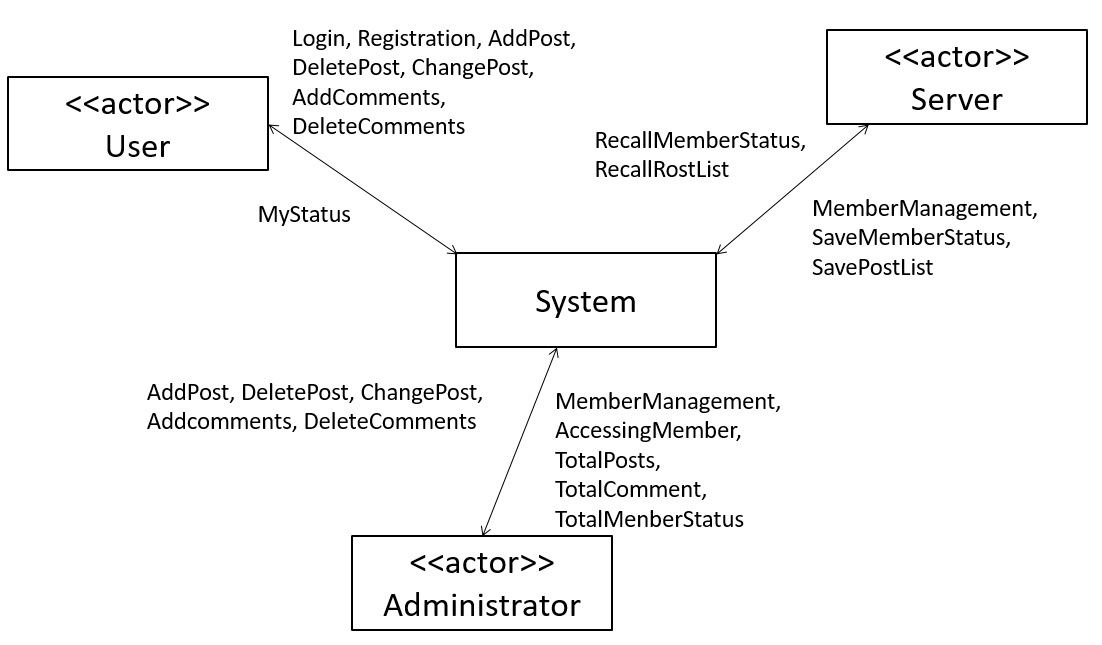 Login, Registration, AddPost,
DeletePost, ChangePost,
AddComments,
DeleteComments
<<actor>>
User
MyStatus
<<actor>>
Server
RecallMemberStatus,
RecallRostList
MemberManagement,
SaveMemberStatus,
SavePostList
System
AddPost, DeletePost, ChangePost,
Addcomments, DeleteComments
MemberManagement,
AccessingMember,
TotalPosts,
TotalComment,
TotalMenberStatus
<<actor>>
Administrator